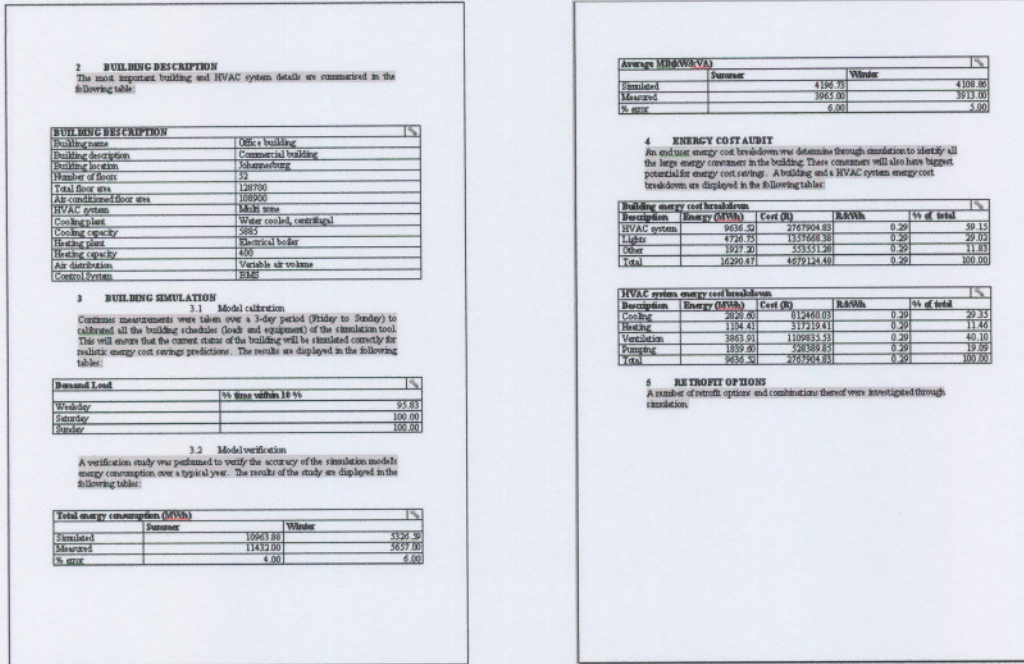 2 BUILDING DESCRIPTION
The most important building and HVAC system details are summarised in the
following table:
BUILDING DESCRIPTION
Building name Office building
Building description Commercial building
Building location Johannesburg
Number of floors 52
Total floor area 128700
Air-conditioned floor area 108900
HVAC system Multi zone
Cooling plant Water cooled, centrifugal
Cooling capacity 5885
Heating plant Electrical boiler
Heating capacity 400
Air distribution Variable air volume
Control System BMS
3 BUILDING SIMULATION
3.1 Model calibration
Continues measurements were taken over a 3-day period (Friday to Sunday) to
calibrated all the building schedules (loads and equipment) of the simulation tool.
This will ensure that the current status of the building will be simulated correctly for
realistic energy cost savings predictions. The results are displayed in the following
tables:
Demand Load
% time within 10 %
Weekday 95.83
Saturday 100.00
Sunday 100.00
3.2 Model verification
A verification study was performed to verify the accuracy of the simulation models
energy consumption over a typical year. The results of the study are displayed in the
following tables:
Total energy consumption (MWh)
Summer Winter
Simulated 10963.88 5326.59
Measured 11432.00 5657.00
% error 4.00 6.00
Average MD(kW/kVA)
Summer Winter
Simulated 4196.73 4108.86
Measured 3965.00 3913.00
% error 6.00 5.00
4 ENERGY COST AUDIT
An end user energy cost breakdown was determine through simulation to identify all
the large energy consumers in the building. These consumers will also have biggest
potential for energy cost savings. A building and a HVAC system energy cost
breakdown are displayed in the following tables:
Building energy cost breakdown
Description Energy (MWh) Cost (R) R/kWh % of total
HVAC system 9636.52 2767904.83 0.29 59.15
Lights 4726.75 1357668.38 0.29 29.02
Other 1927.20 553551.28 0.29 11.83
Total 16290.47 4679124.48 0.29 100.00
HVAC system energy cost breakdown
Description Energy (MWh) Cost (R) R/kWh % of total
Cooling 2828.60 812460.03 0.29 29.35
Heating 1104.41 317219.41 0.29 11.46
Ventilation 3863.91 1109835.53 0.29 40.10
Pumping 1839.60 528389.85 0.29 19.09
Total 9636.52 2767904.83 0.29 100.00
5 RETROFIT OPTIONS
A number of retrofit options and combinations thereof were investigated through
simulation.